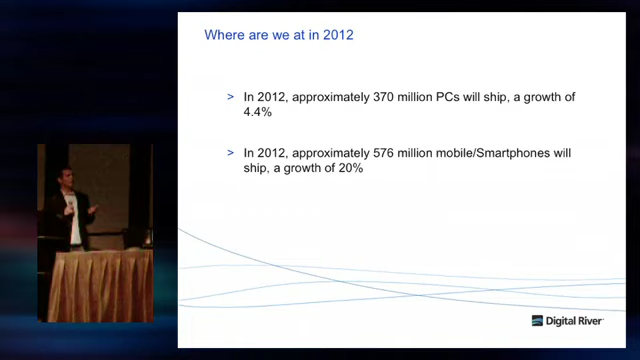 Where are we at in 2012
> In 2012, approximately 370 million PCs will ship, a growth of
4.4%
> In 2012, approximately 576 million mobile/Smartphones will
ship, a growth of 20%
Digital River